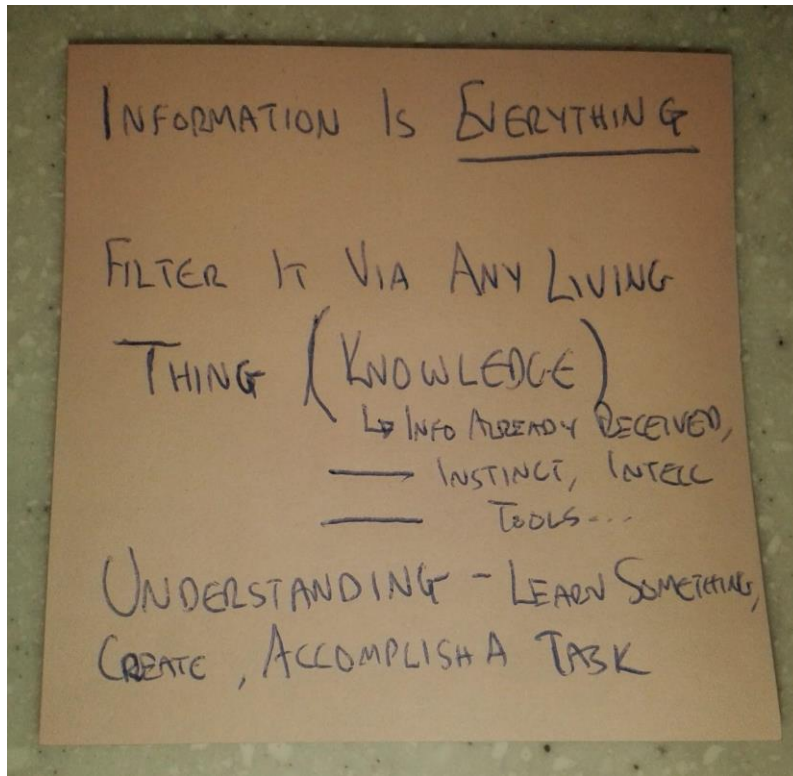 INFORMATION IS EVERYTHING
FILTER IT VIA ANY LIVING
THING (KNOWLEDGE)
↳ INFO ALREADY RECEIVED,
— INSTINCT, INTELL
— TOOLS...
UNDERSTANDING - LEARN SOMETHING,
CREATE, ACCOMPLISH A TASK